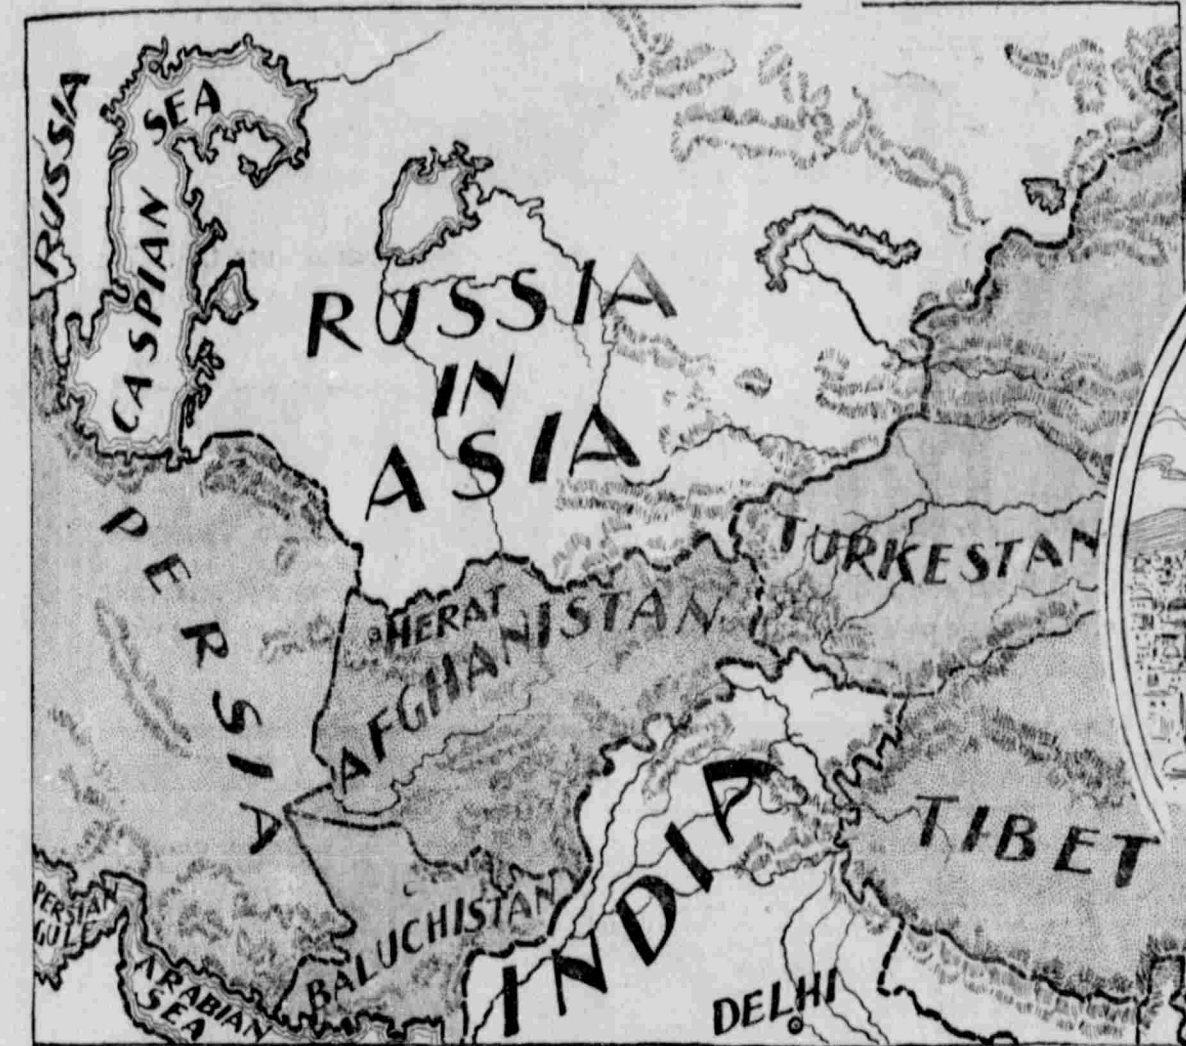 RUSSIA
CASPIAN SEA
RUSSIA
IN
ASIA
PERSIA
HERAT
AFGHANISTAN
TURKESTAN
TIBET
INDIA
BALUCHISTAN
PERSIAN
GULF
ARABIAN
SEA
DELHI